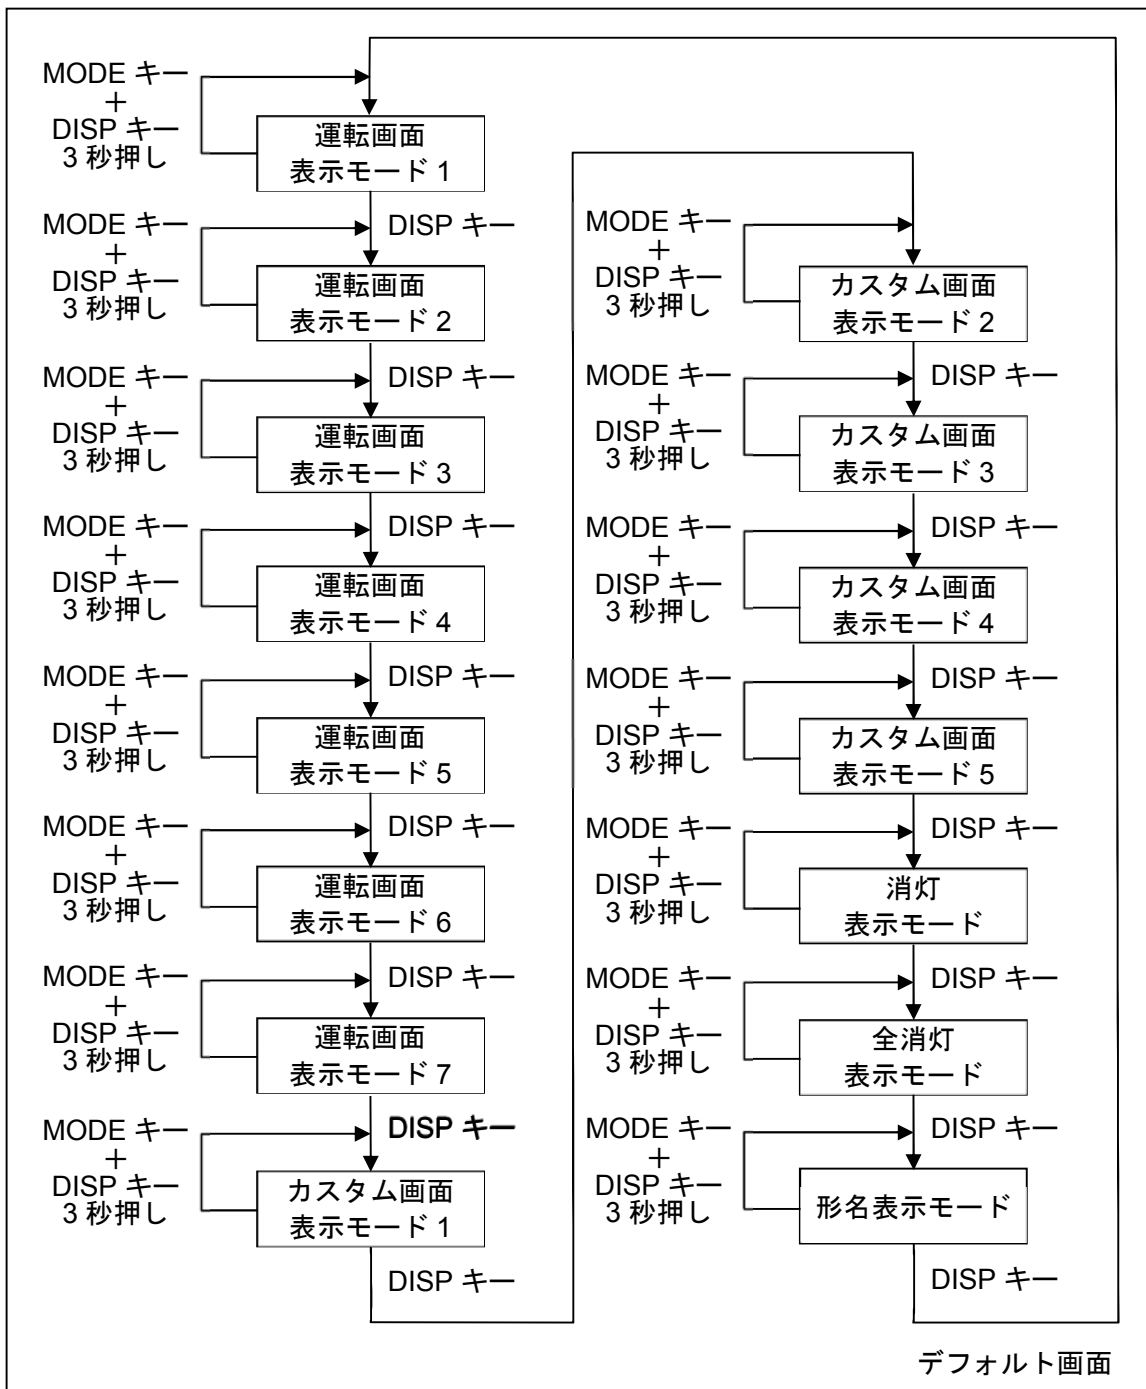 MODE キー
＋
DISP キー
3 秒押し
運転画面
表示モード 1
MODE キー
＋
DISP キー
3 秒押し
DISP キー
運転画面
表示モード 2
MODE キー
＋
DISP キー
3 秒押し
DISP キー
運転画面
表示モード 3
MODE キー
＋
DISP キー
3 秒押し
DISP キー
運転画面
表示モード 4
MODE キー
＋
DISP キー
3 秒押し
DISP キー
運転画面
表示モード 5
MODE キー
＋
DISP キー
3 秒押し
DISP キー
運転画面
表示モード 6
MODE キー
＋
DISP キー
3 秒押し
DISP キー
運転画面
表示モード 7
MODE キー
＋
DISP キー
3 秒押し
DISP キー
カスタム画面
表示モード 1
DISP キー
MODE キー
＋
DISP キー
3 秒押し
カスタム画面
表示モード 2
MODE キー
＋
DISP キー
3 秒押し
DISP キー
カスタム画面
表示モード 3
MODE キー
＋
DISP キー
3 秒押し
DISP キー
カスタム画面
表示モード 4
MODE キー
＋
DISP キー
3 秒押し
DISP キー
カスタム画面
表示モード 5
MODE キー
＋
DISP キー
3 秒押し
DISP キー
消灯
表示モード
MODE キー
＋
DISP キー
3 秒押し
DISP キー
全消灯
表示モード
MODE キー
＋
DISP キー
3 秒押し
DISP キー
形名表示モード
DISP キー
デフォルト画面